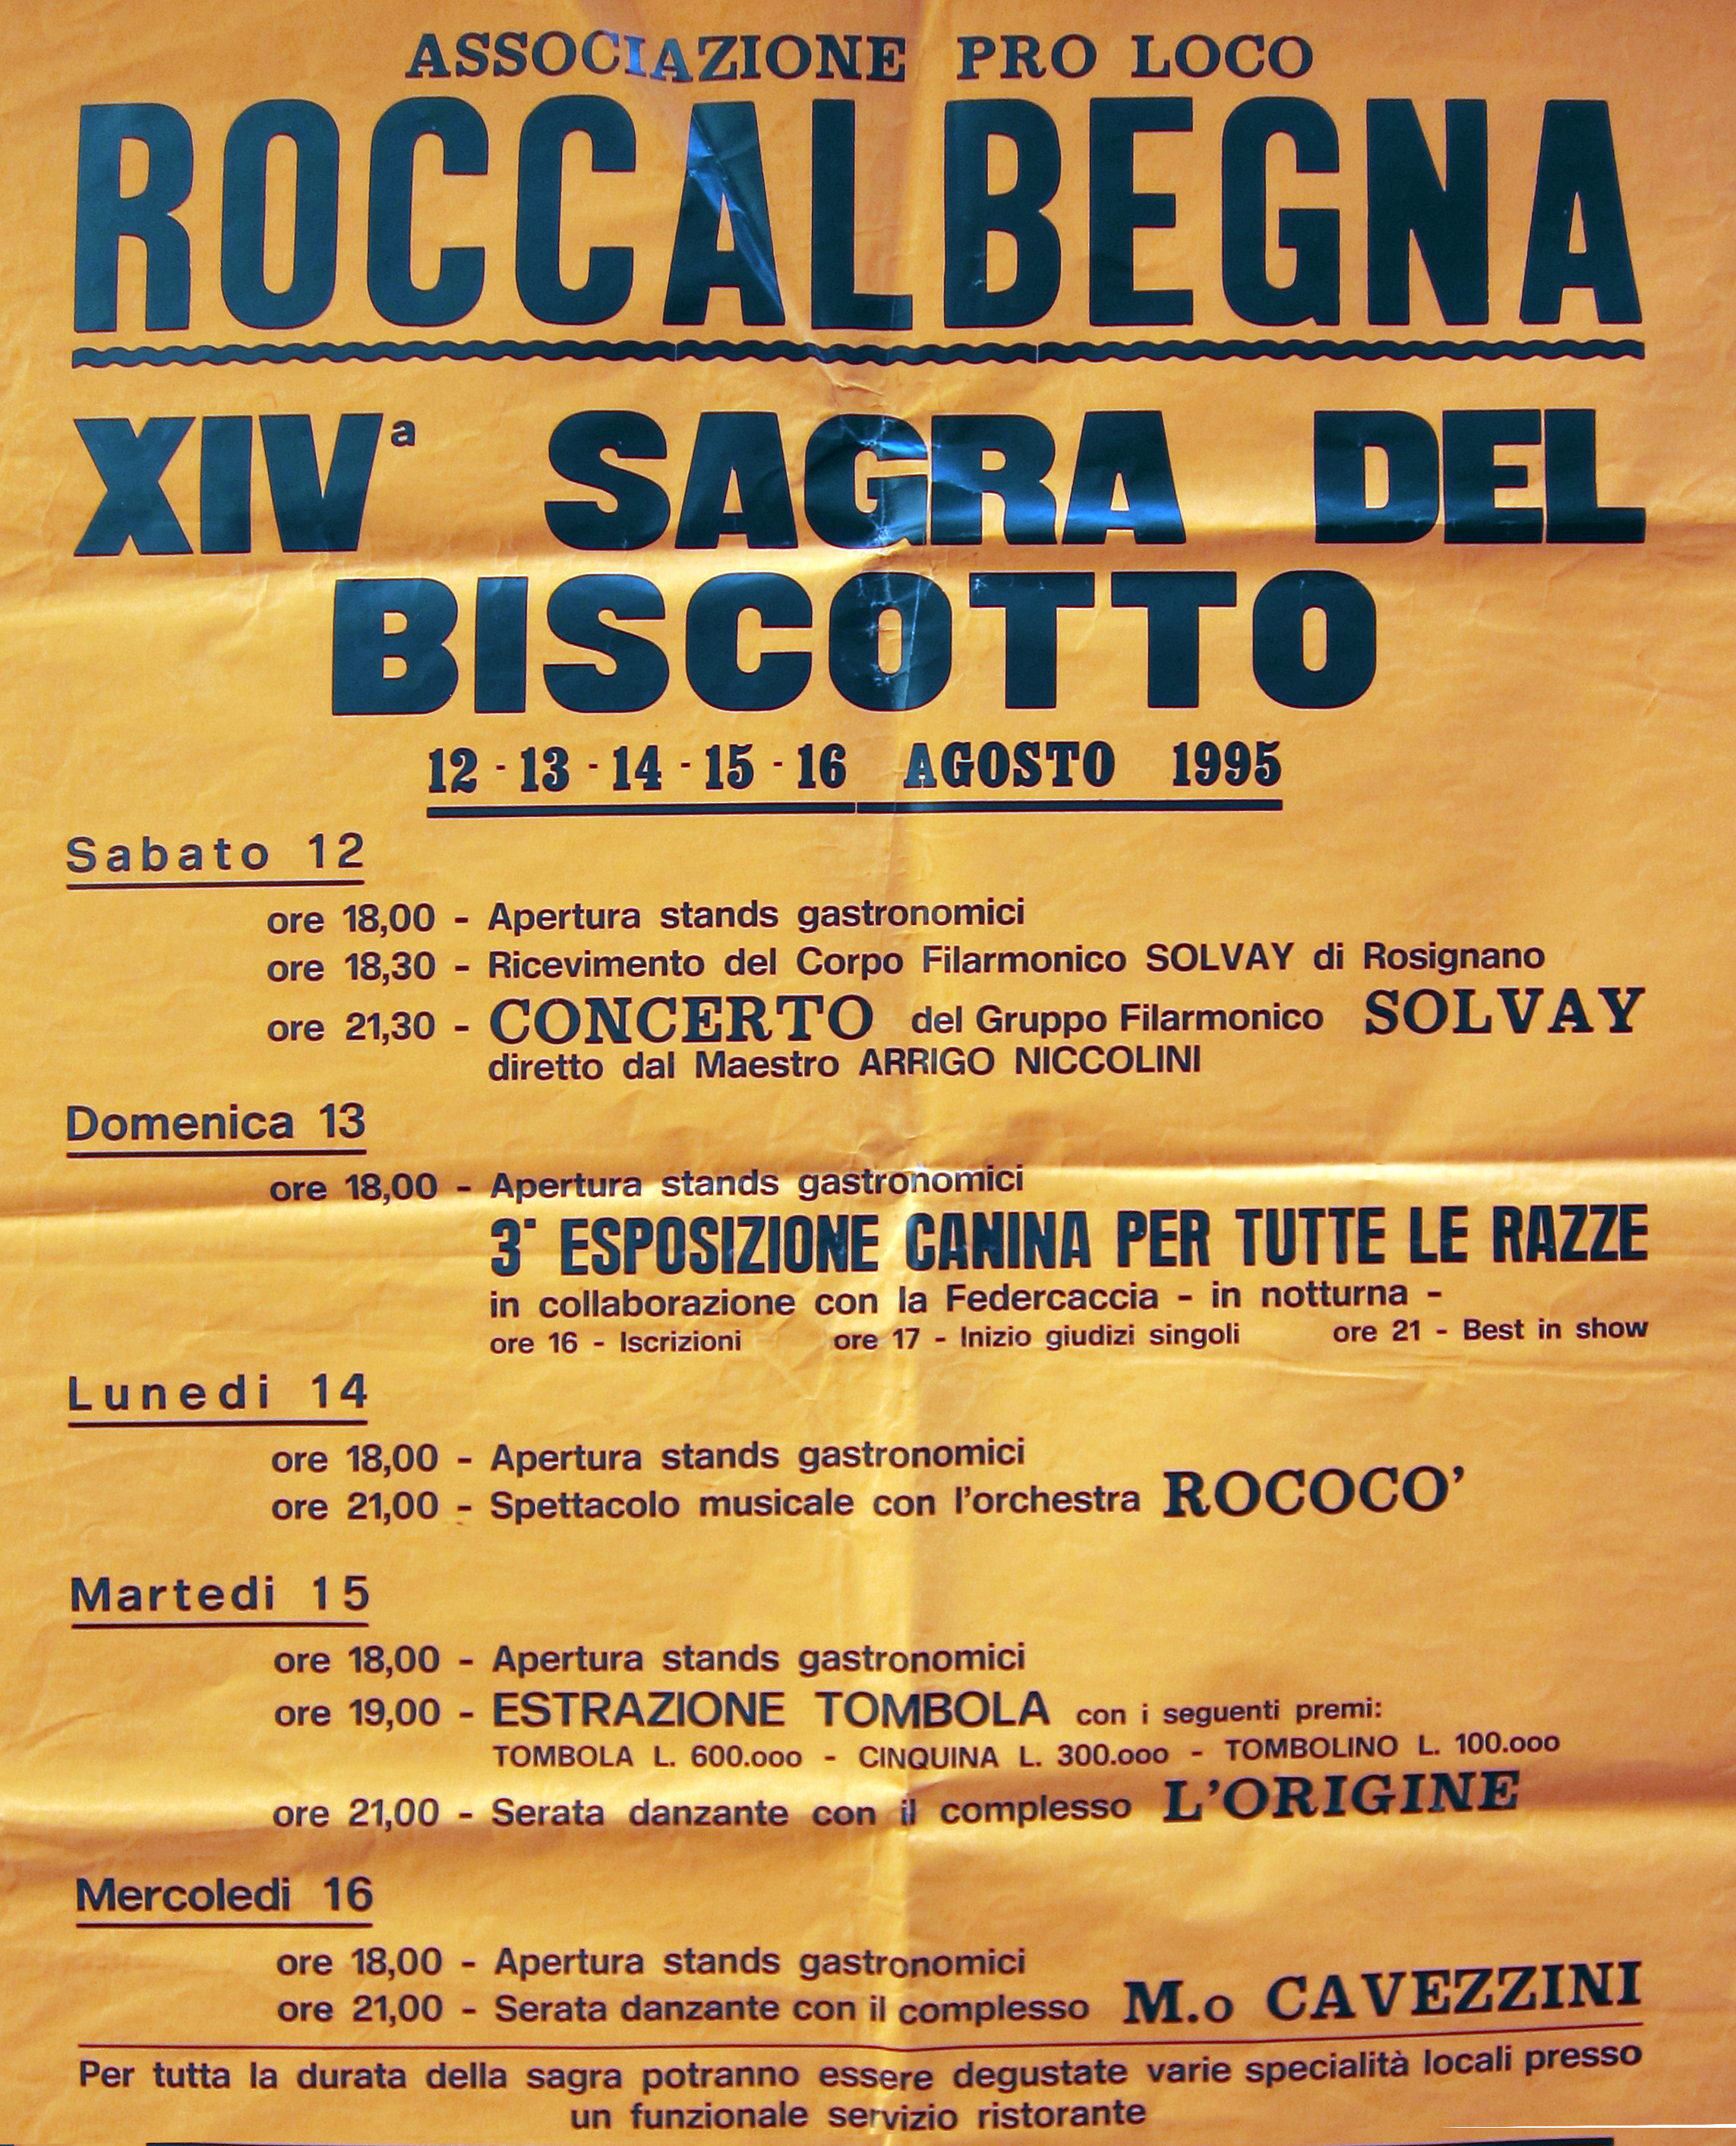 ASSOCIAZIONE PRO LOCO
ROCCALBEGNA
XIVª SAGRA DEL
BISCOTTO
12 - 13 - 14 - 15 - 16 AGOSTO 1995
Sabato 12
ore 18,00 - Apertura stands gastronomici
ore 18,30 - Ricevimento del Corpo Filarmonico SOLVAY di Rosignano
ore 21,30 - CONCERTO del Gruppo Filarmonico SOLVAY
diretto dal Maestro ARRIGO NICCOLINI
Domenica 13
ore 18,00 - Apertura stands gastronomici
3ª ESPOSIZIONE CANINA PER TUTTE LE RAZZE
in collaborazione con la Federcaccia - in notturna -
ore 16 - Iscrizioni ore 17 - Inizio giudizi singoli ore 21 - Best in show
Lunedi 14
ore 18,00 - Apertura stands gastronomici
ore 21,00 - Spettacolo musicale con l'orchestra ROCOCO'
Martedi 15
ore 18,00 - Apertura stands gastronomici
ore 19,00 - ESTRAZIONE TOMBOLA con i seguenti premi:
TOMBOLA L. 600.ooo - CINQUINA L. 300.ooo - TOMBOLINO L. 100.ooo
ore 21,00 - Serata danzante con il complesso L'ORIGINE
Mercoledi 16
ore 18,00 - Apertura stands gastronomici
ore 21,00 - Serata danzante con il complesso M.o CAVEZZINI
Per tutta la durata della sagra potranno essere degustate varie specialità locali presso
un funzionale servizio ristorante